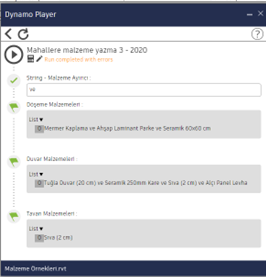 Dynamo Player
Mahallere malzeme yazma 3 - 2020
Run completed with errors
String - Malzeme Ayırıcı :
ve
Döşeme Malzemeleri :
List
0 Mermer Kaplama ve Ahşap Laminant Parke ve Seramik 60x60 cm
Duvar Malzemeleri :
List
0 Tuğla Duvar (20 cm) ve Seramik 250mm Kare ve Sıva (2 cm) ve Alçı Panel Levha
Tavan Malzemeleri :
List
0 Sıva (2 cm)
Malzeme Örnekleri.rvt